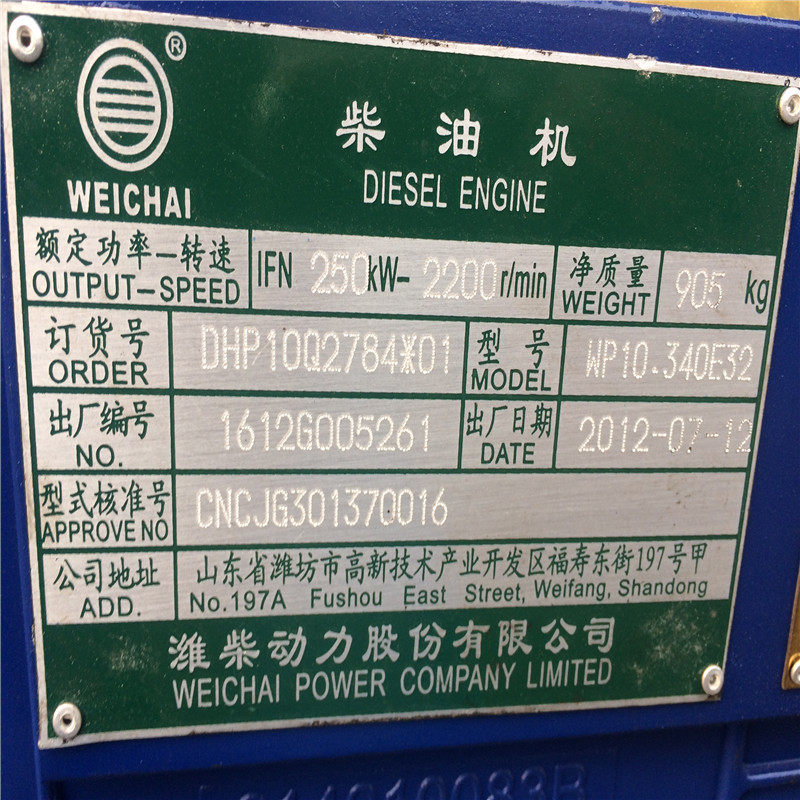 ®
柴油机
WEICHAI
DIESEL ENGINE
额定功率—转速
OUTPUT—SPEED
IFN 250kW- 2200r/min
净质量
WEIGHT
905 kg
订货号
ORDER
DHP10Q2784*01
型号
MODEL
WP10.340E32
出厂编号
NO.
1612G005261
出厂日期
DATE
2012-07-12
型式核准号
APPROVE NO
CNCJG301370016
公司地址
ADD.
山东省潍坊市高新技术产业开发区福寿东街197号甲
No.197A Fushou East Street, Weifang, Shandong
潍柴动力股份有限公司
WEICHAI POWER COMPANY LIMITED